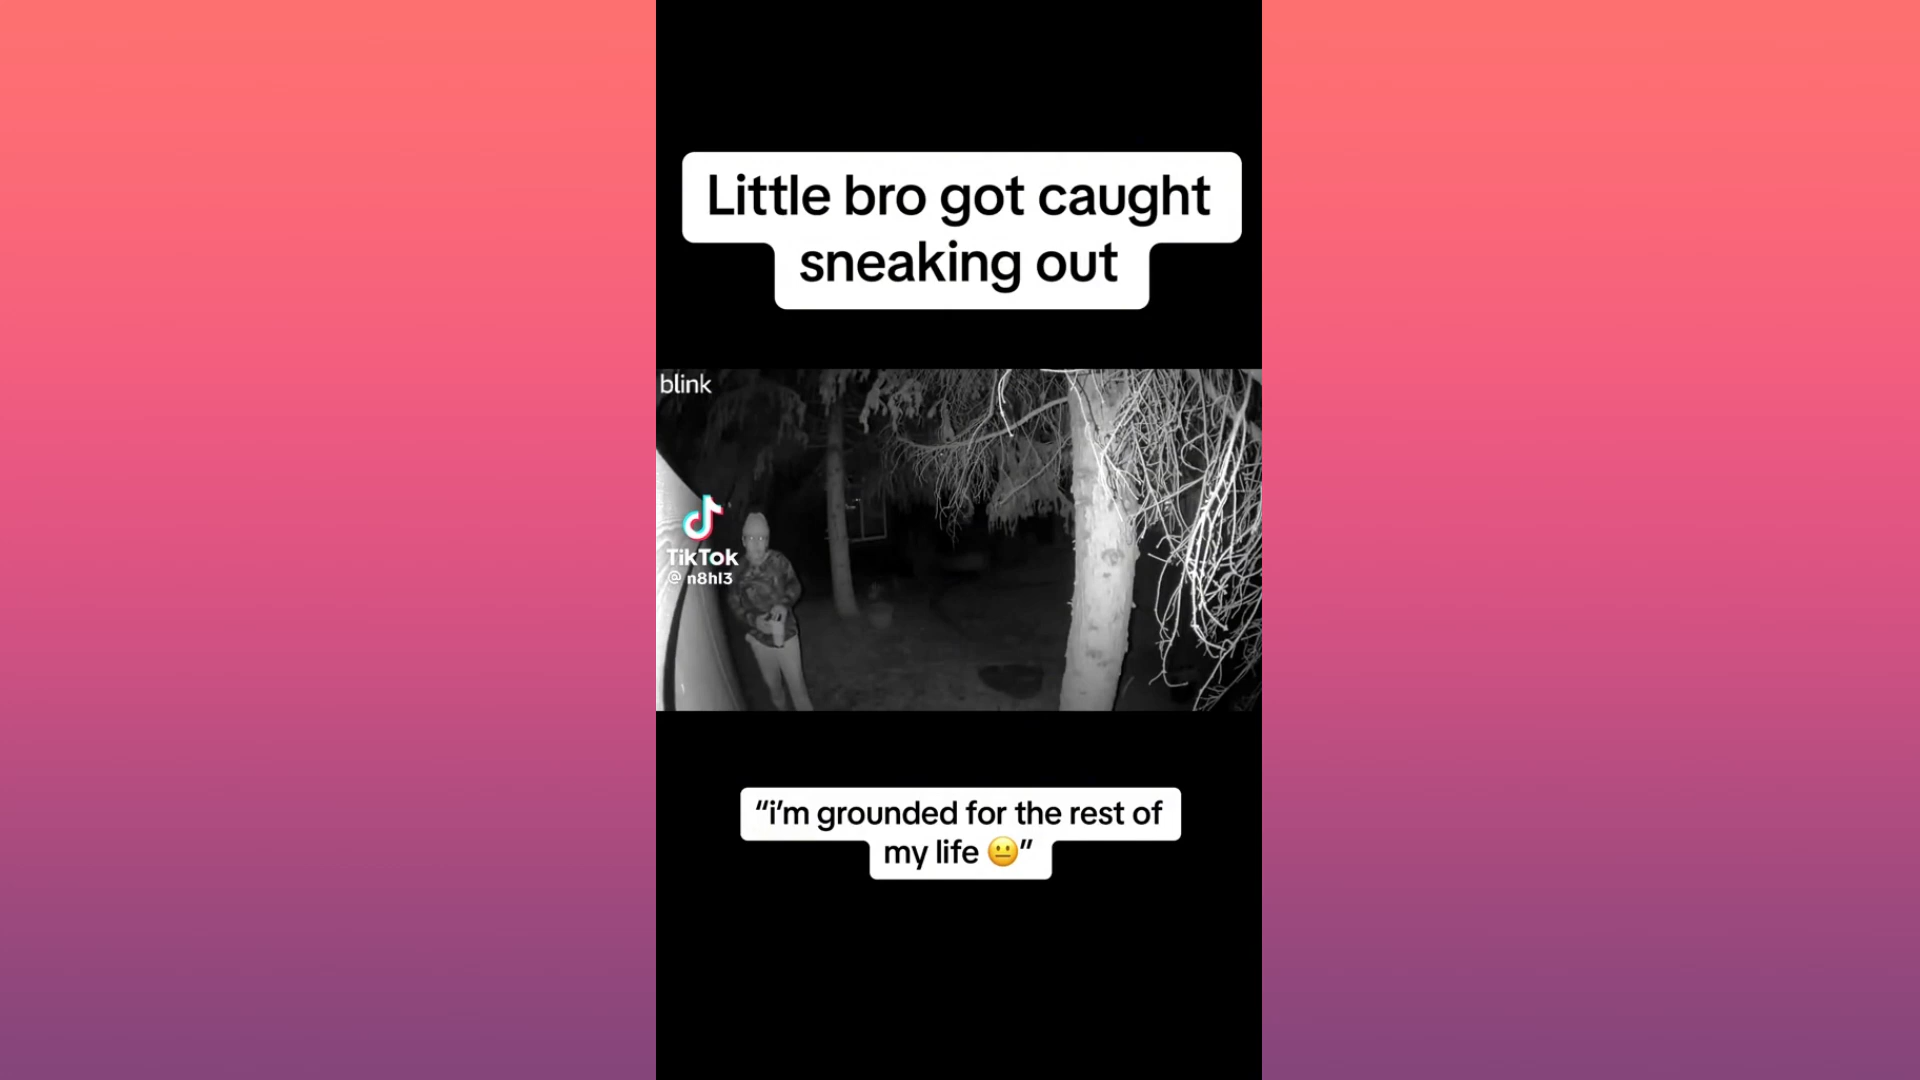 Little bro got caught
sneaking out
blink
TikTok
@ n8hl3
“i’m grounded for the rest of
my life 😐”